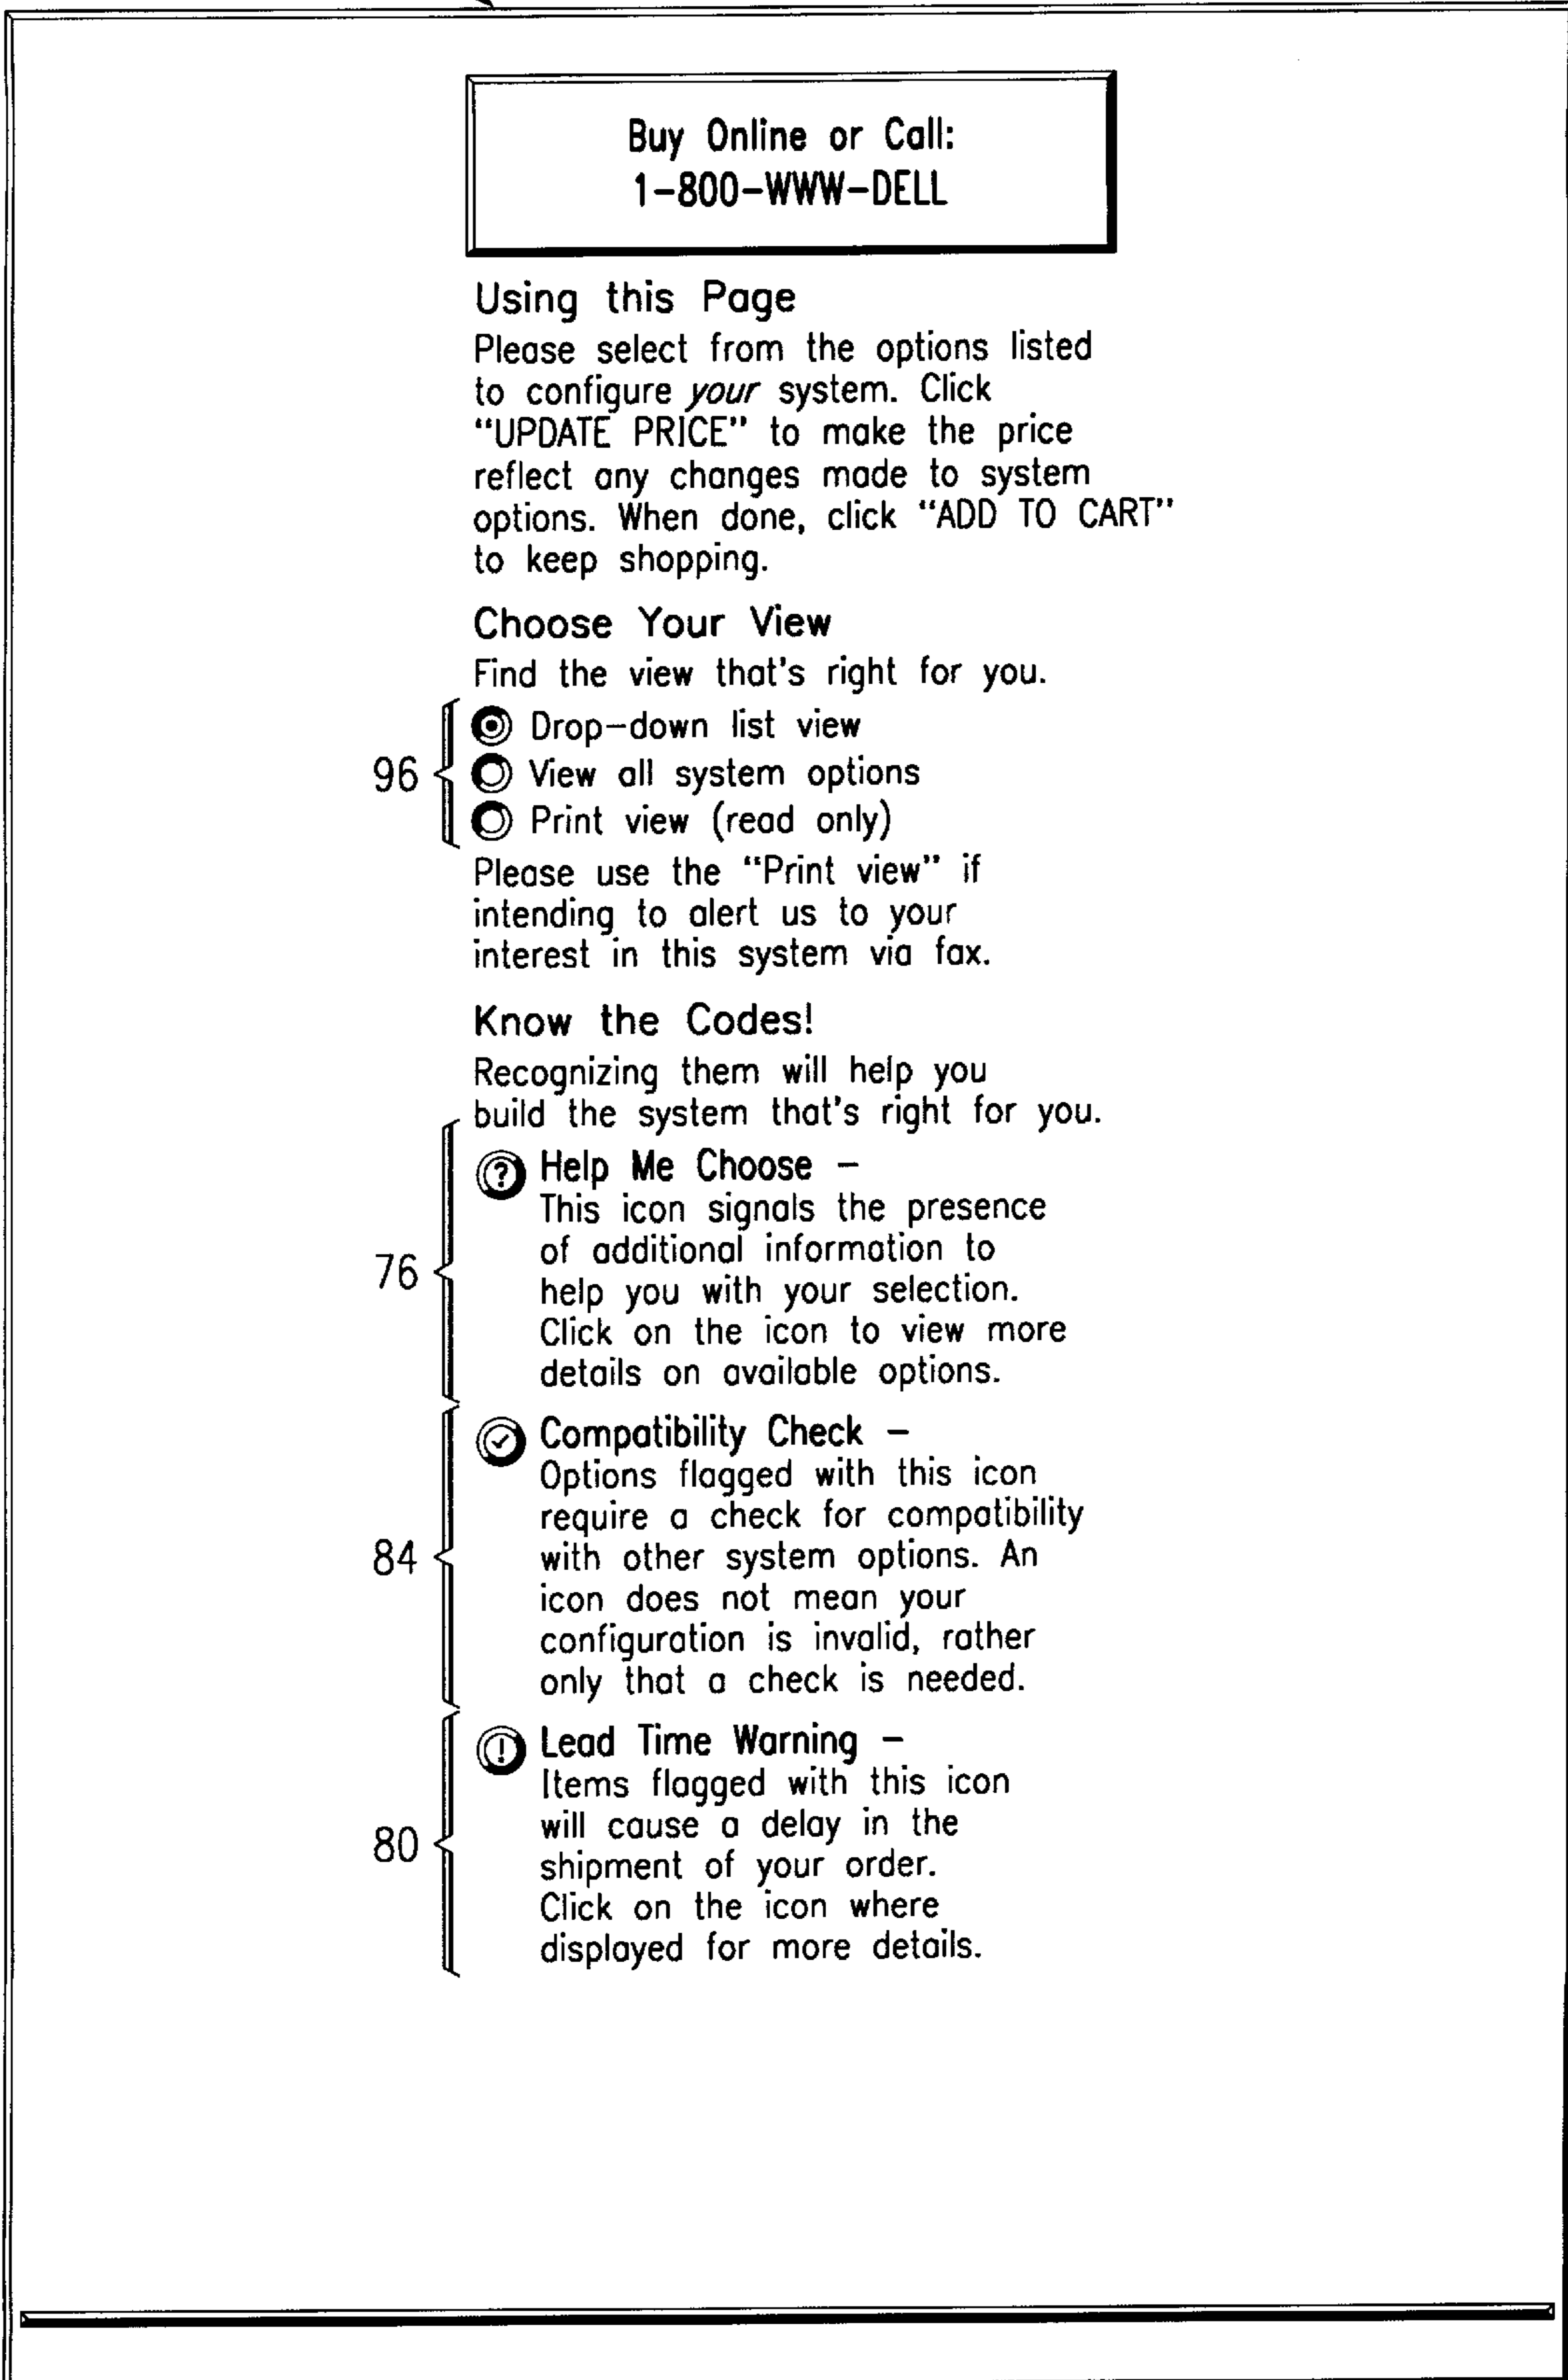 Buy Online or Call:
1-800-WWW-DELL
Using this Page
Please select from the options listed
to configure your system. Click
“UPDATE PRICE” to make the price
reflect any changes made to system
options. When done, click “ADD TO CART”
to keep shopping.
Choose Your View
Find the view that's right for you.
Drop-down list view
96
View all system options
Print view (read only)
Please use the “Print view” if
intending to alert us to your
interest in this system via fax.
Know the Codes!
Recognizing them will help you
build the system that's right for you.
? Help Me Choose –
This icon signals the presence
of additional information to
76
help you with your selection.
Click on the icon to view more
details on available options.
Compatibility Check –
Options flagged with this icon
require a check for compatibility
84
with other system options. An
icon does not mean your
configuration is invalid, rather
only that a check is needed.
! Lead Time Warning –
Items flagged with this icon
will cause a delay in the
80
shipment of your order.
Click on the icon where
displayed for more details.